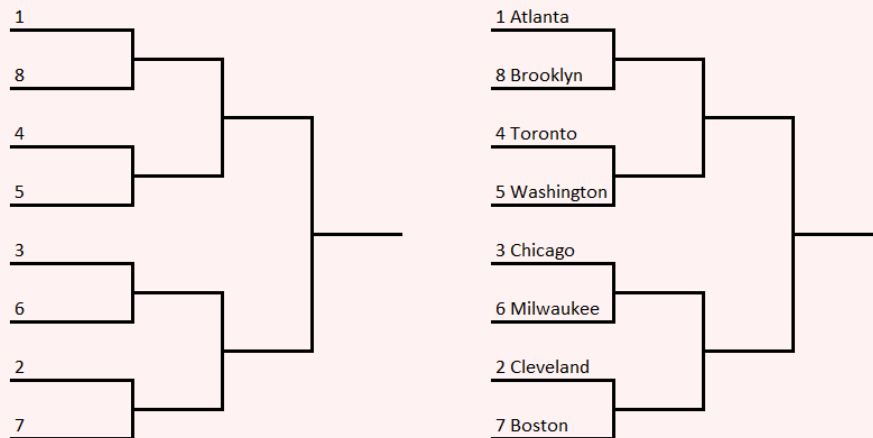 1
8
4
5
3
6
2
7
1 Atlanta
8 Brooklyn
4 Toronto
5 Washington
3 Chicago
6 Milwaukee
2 Cleveland
7 Boston